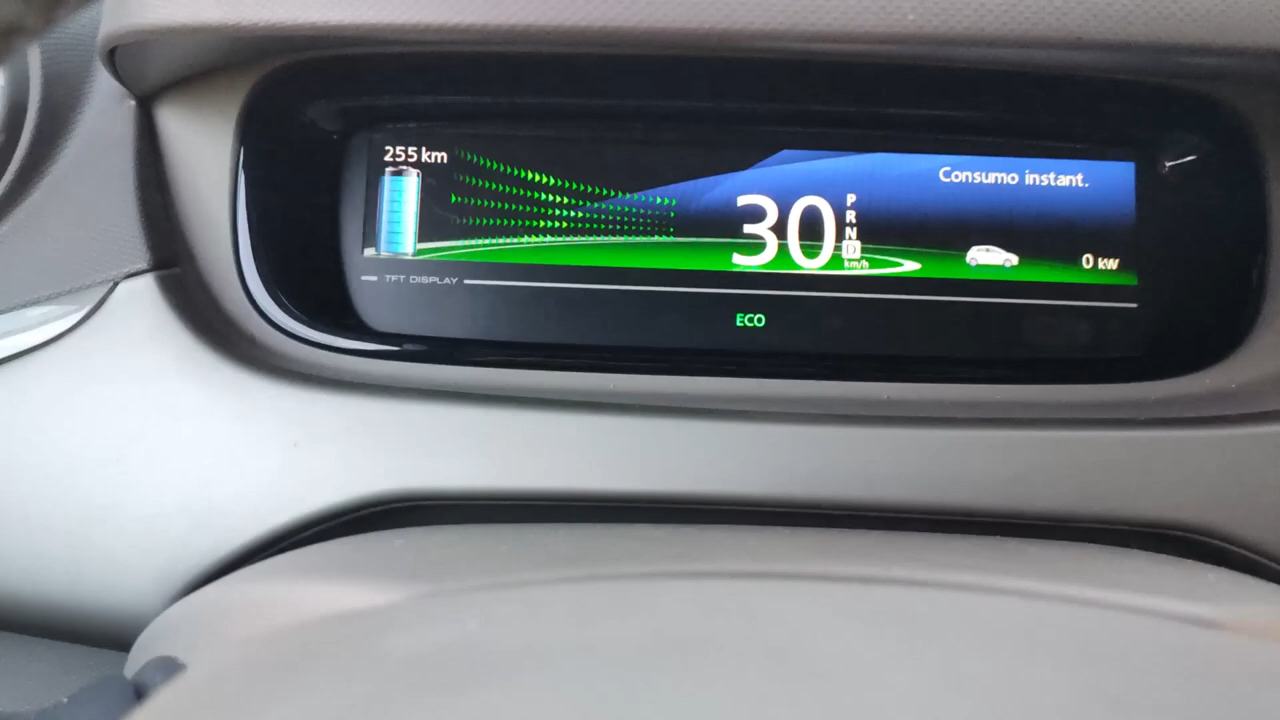 255 km
Consumo instant.
30
P
R
N
D
km/h
0 kW
TFT DISPLAY
ECO